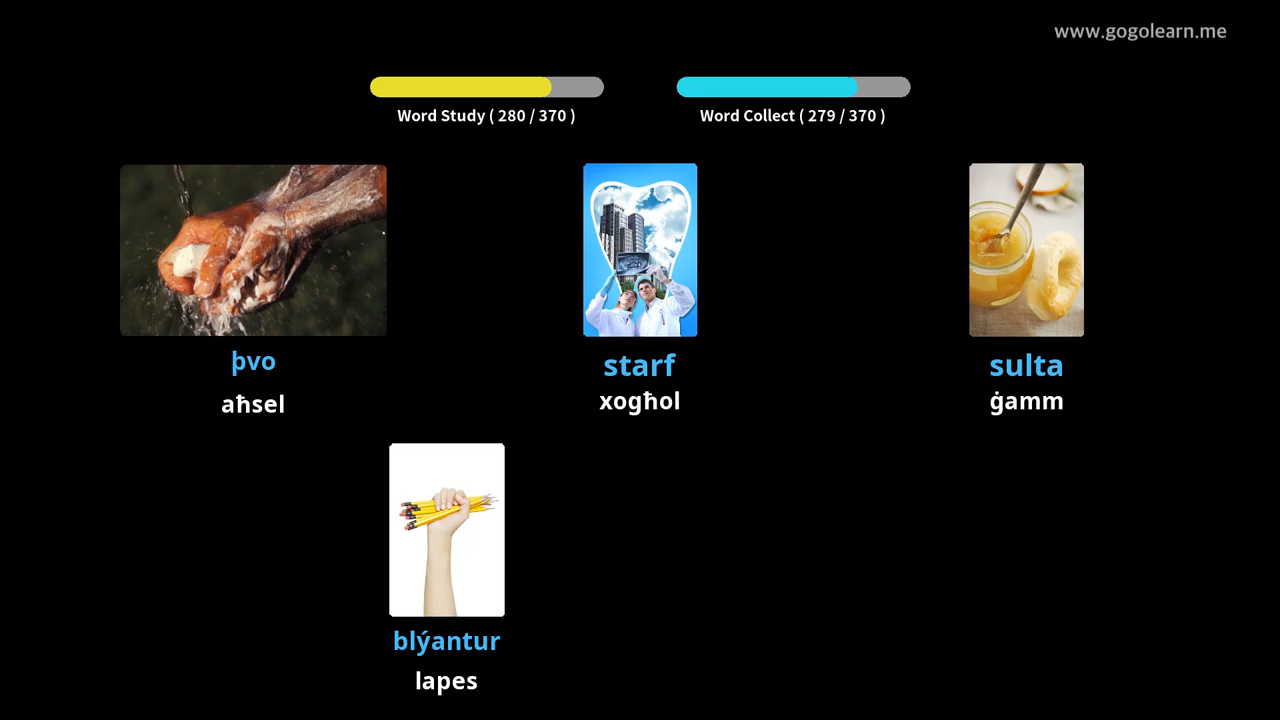 www.gogolearn.me
Word Study ( 280 / 370 )
Word Collect ( 279 / 370 )
þvo
aħsel
starf
xogħol
sulta
ġamm
blýantur
lapes